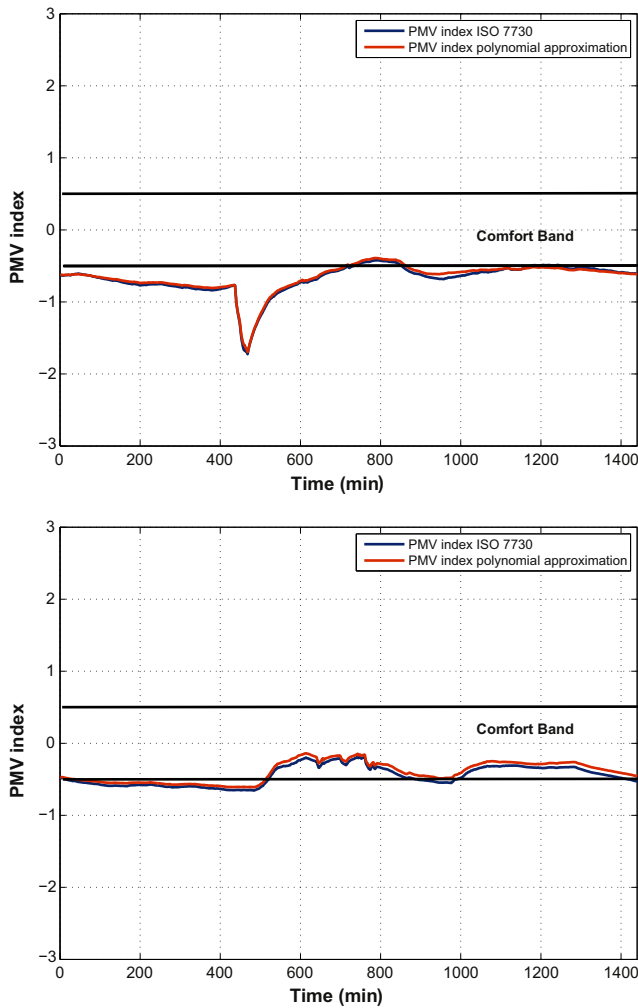 PMV index ISO 7730
PMV index polynomial approximation
3
2
1
0
−1
−2
−3
PMV index
Comfort Band
0 200 400 600 800 1000 1200 1400
Time (min)
PMV index ISO 7730
PMV index polynomial approximation
3
2
1
0
−1
−2
−3
PMV index
Comfort Band
0 200 400 600 800 1000 1200 1400
Time (min)